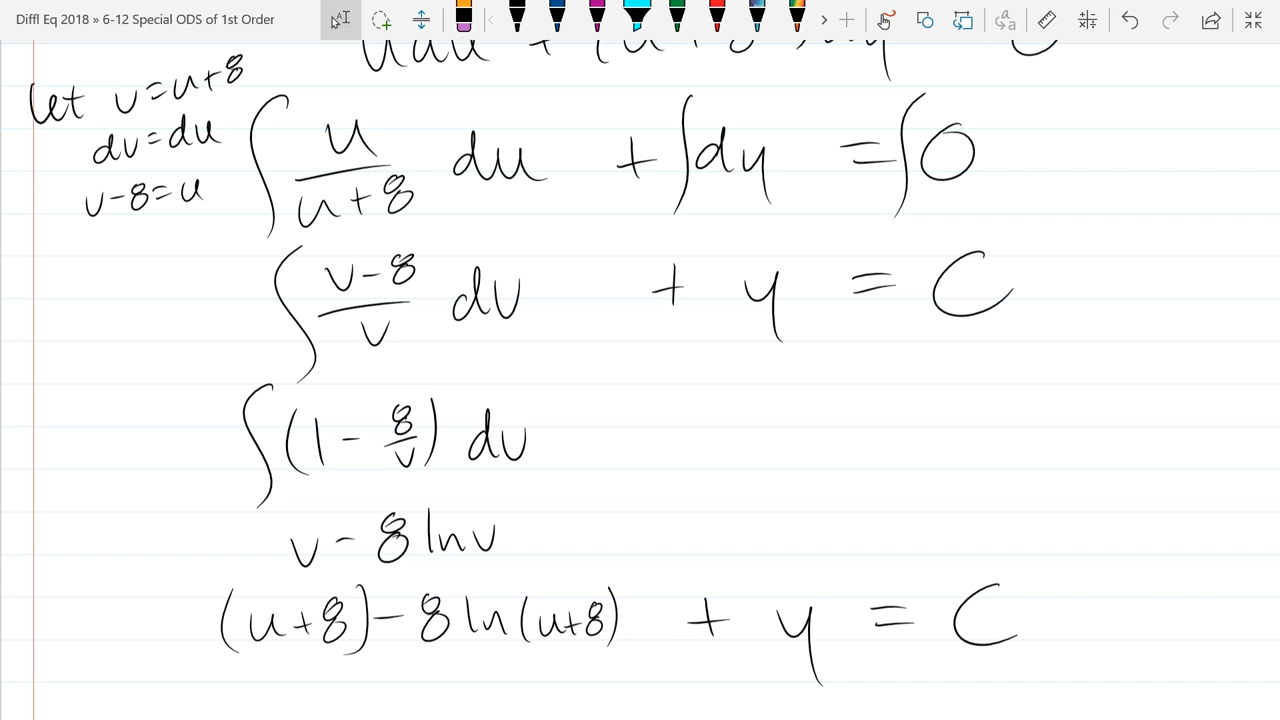 Diffl Eq 2018 » 6-12 Special ODS of 1st Order
let v=u+8
dv=du
v-8=u
∫ u/(u+8) du + ∫dy = ∫0
∫ (v-8)/v dv + y = C
∫(1 - 8/v) dv
v - 8 ln v
(u+8) - 8 ln(u+8) + y = C